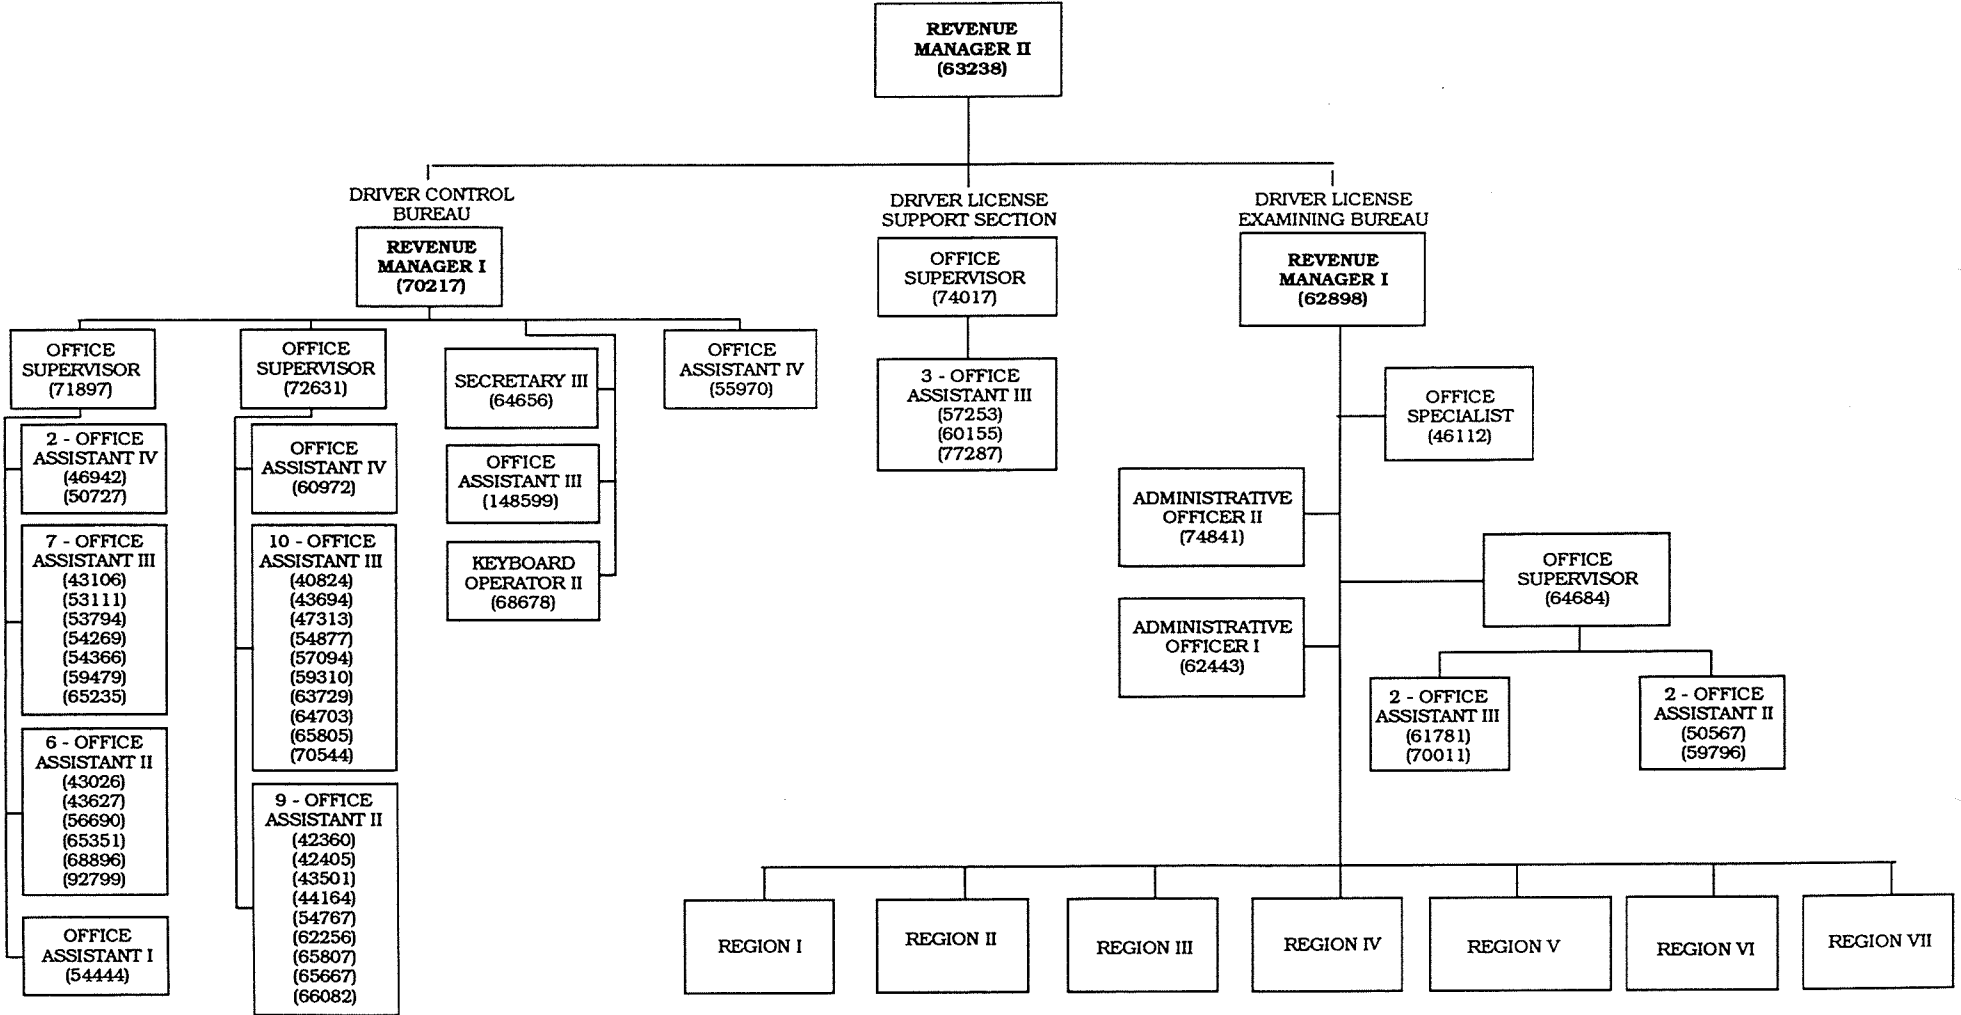 REVENUE
MANAGER II
(63238)
DRIVER CONTROL
BUREAU
REVENUE
MANAGER I
(70217)
OFFICE
SUPERVISOR
(71897)
2 - OFFICE
ASSISTANT IV
(46942)
(50727)
7 - OFFICE
ASSISTANT III
(43106)
(53111)
(53794)
(54269)
(54366)
(59479)
(65235)
6 - OFFICE
ASSISTANT II
(43026)
(43627)
(56690)
(65351)
(68896)
(92799)
OFFICE
ASSISTANT I
(54444)
OFFICE
SUPERVISOR
(72631)
OFFICE
ASSISTANT IV
(60972)
10 - OFFICE
ASSISTANT III
(40824)
(43694)
(47313)
(54877)
(57094)
(59310)
(63729)
(64703)
(65805)
(70544)
9 - OFFICE
ASSISTANT II
(42360)
(42405)
(43501)
(44164)
(54767)
(62256)
(65807)
(65667)
(66082)
SECRETARY III
(64656)
OFFICE
ASSISTANT III
(148599)
KEYBOARD
OPERATOR II
(68678)
OFFICE
ASSISTANT IV
(55970)
DRIVER LICENSE
SUPPORT SECTION
OFFICE
SUPERVISOR
(74017)
3 - OFFICE
ASSISTANT III
(57253)
(60155)
(77287)
DRIVER LICENSE
EXAMINING BUREAU
REVENUE
MANAGER I
(62898)
OFFICE
SPECIALIST
(46112)
ADMINISTRATIVE
OFFICER II
(74841)
OFFICE
SUPERVISOR
(64684)
ADMINISTRATIVE
OFFICER I
(62443)
2 - OFFICE
ASSISTANT III
(61781)
(70011)
2 - OFFICE
ASSISTANT II
(50567)
(59796)
REGION I
REGION II
REGION III
REGION IV
REGION V
REGION VI
REGION VII